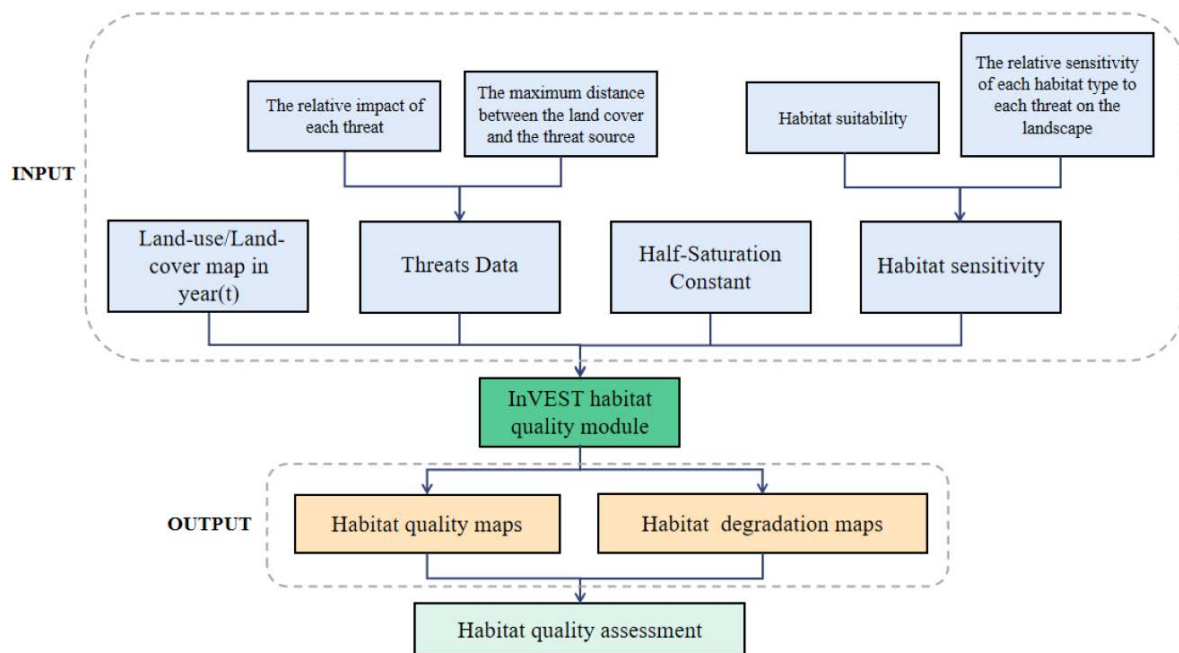 The relative impact of
each threat
The maximum distance
between the land cover
and the threat source
Habitat suitability
The relative sensitivity
of each habitat type to
each threat on the
landscape
INPUT
Land-use/Land-
cover map in
year(t)
Threats Data
Half-Saturation
Constant
Habitat sensitivity
InVEST habitat
quality module
OUTPUT
Habitat quality maps
Habitat degradation maps
Habitat quality assessment